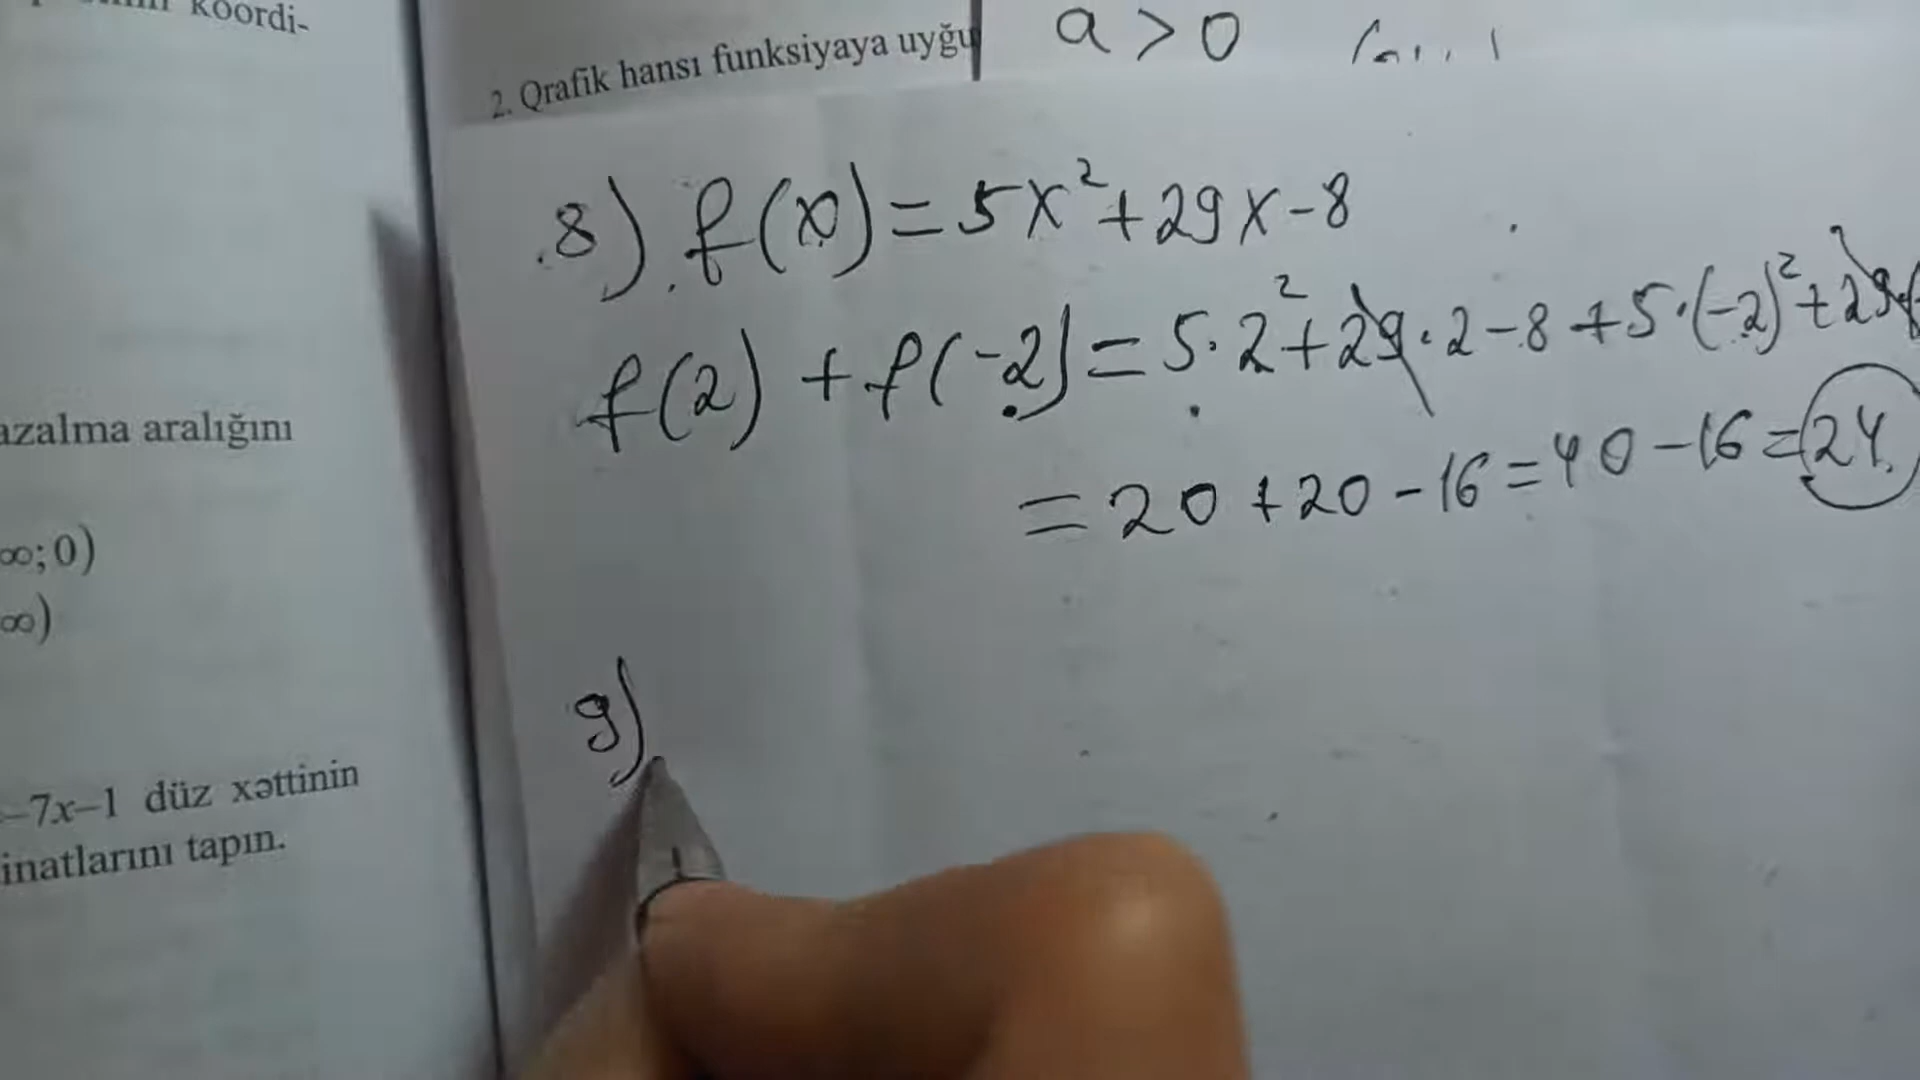 koordi-
azalma aralığını
∞; 0)
∞)
–7x–1 düz xəttinin
inatlarını tapın.
2. Qrafik hansı funksiyaya uyğu
a > 0
8) f(x) = 5x² + 29x - 8
f(2) + f(-2) = 5·2² + 29·2 - 8 + 5·(-2)² + 29·(
= 20 + 20 - 16 = 40 - 16 = 24
9)